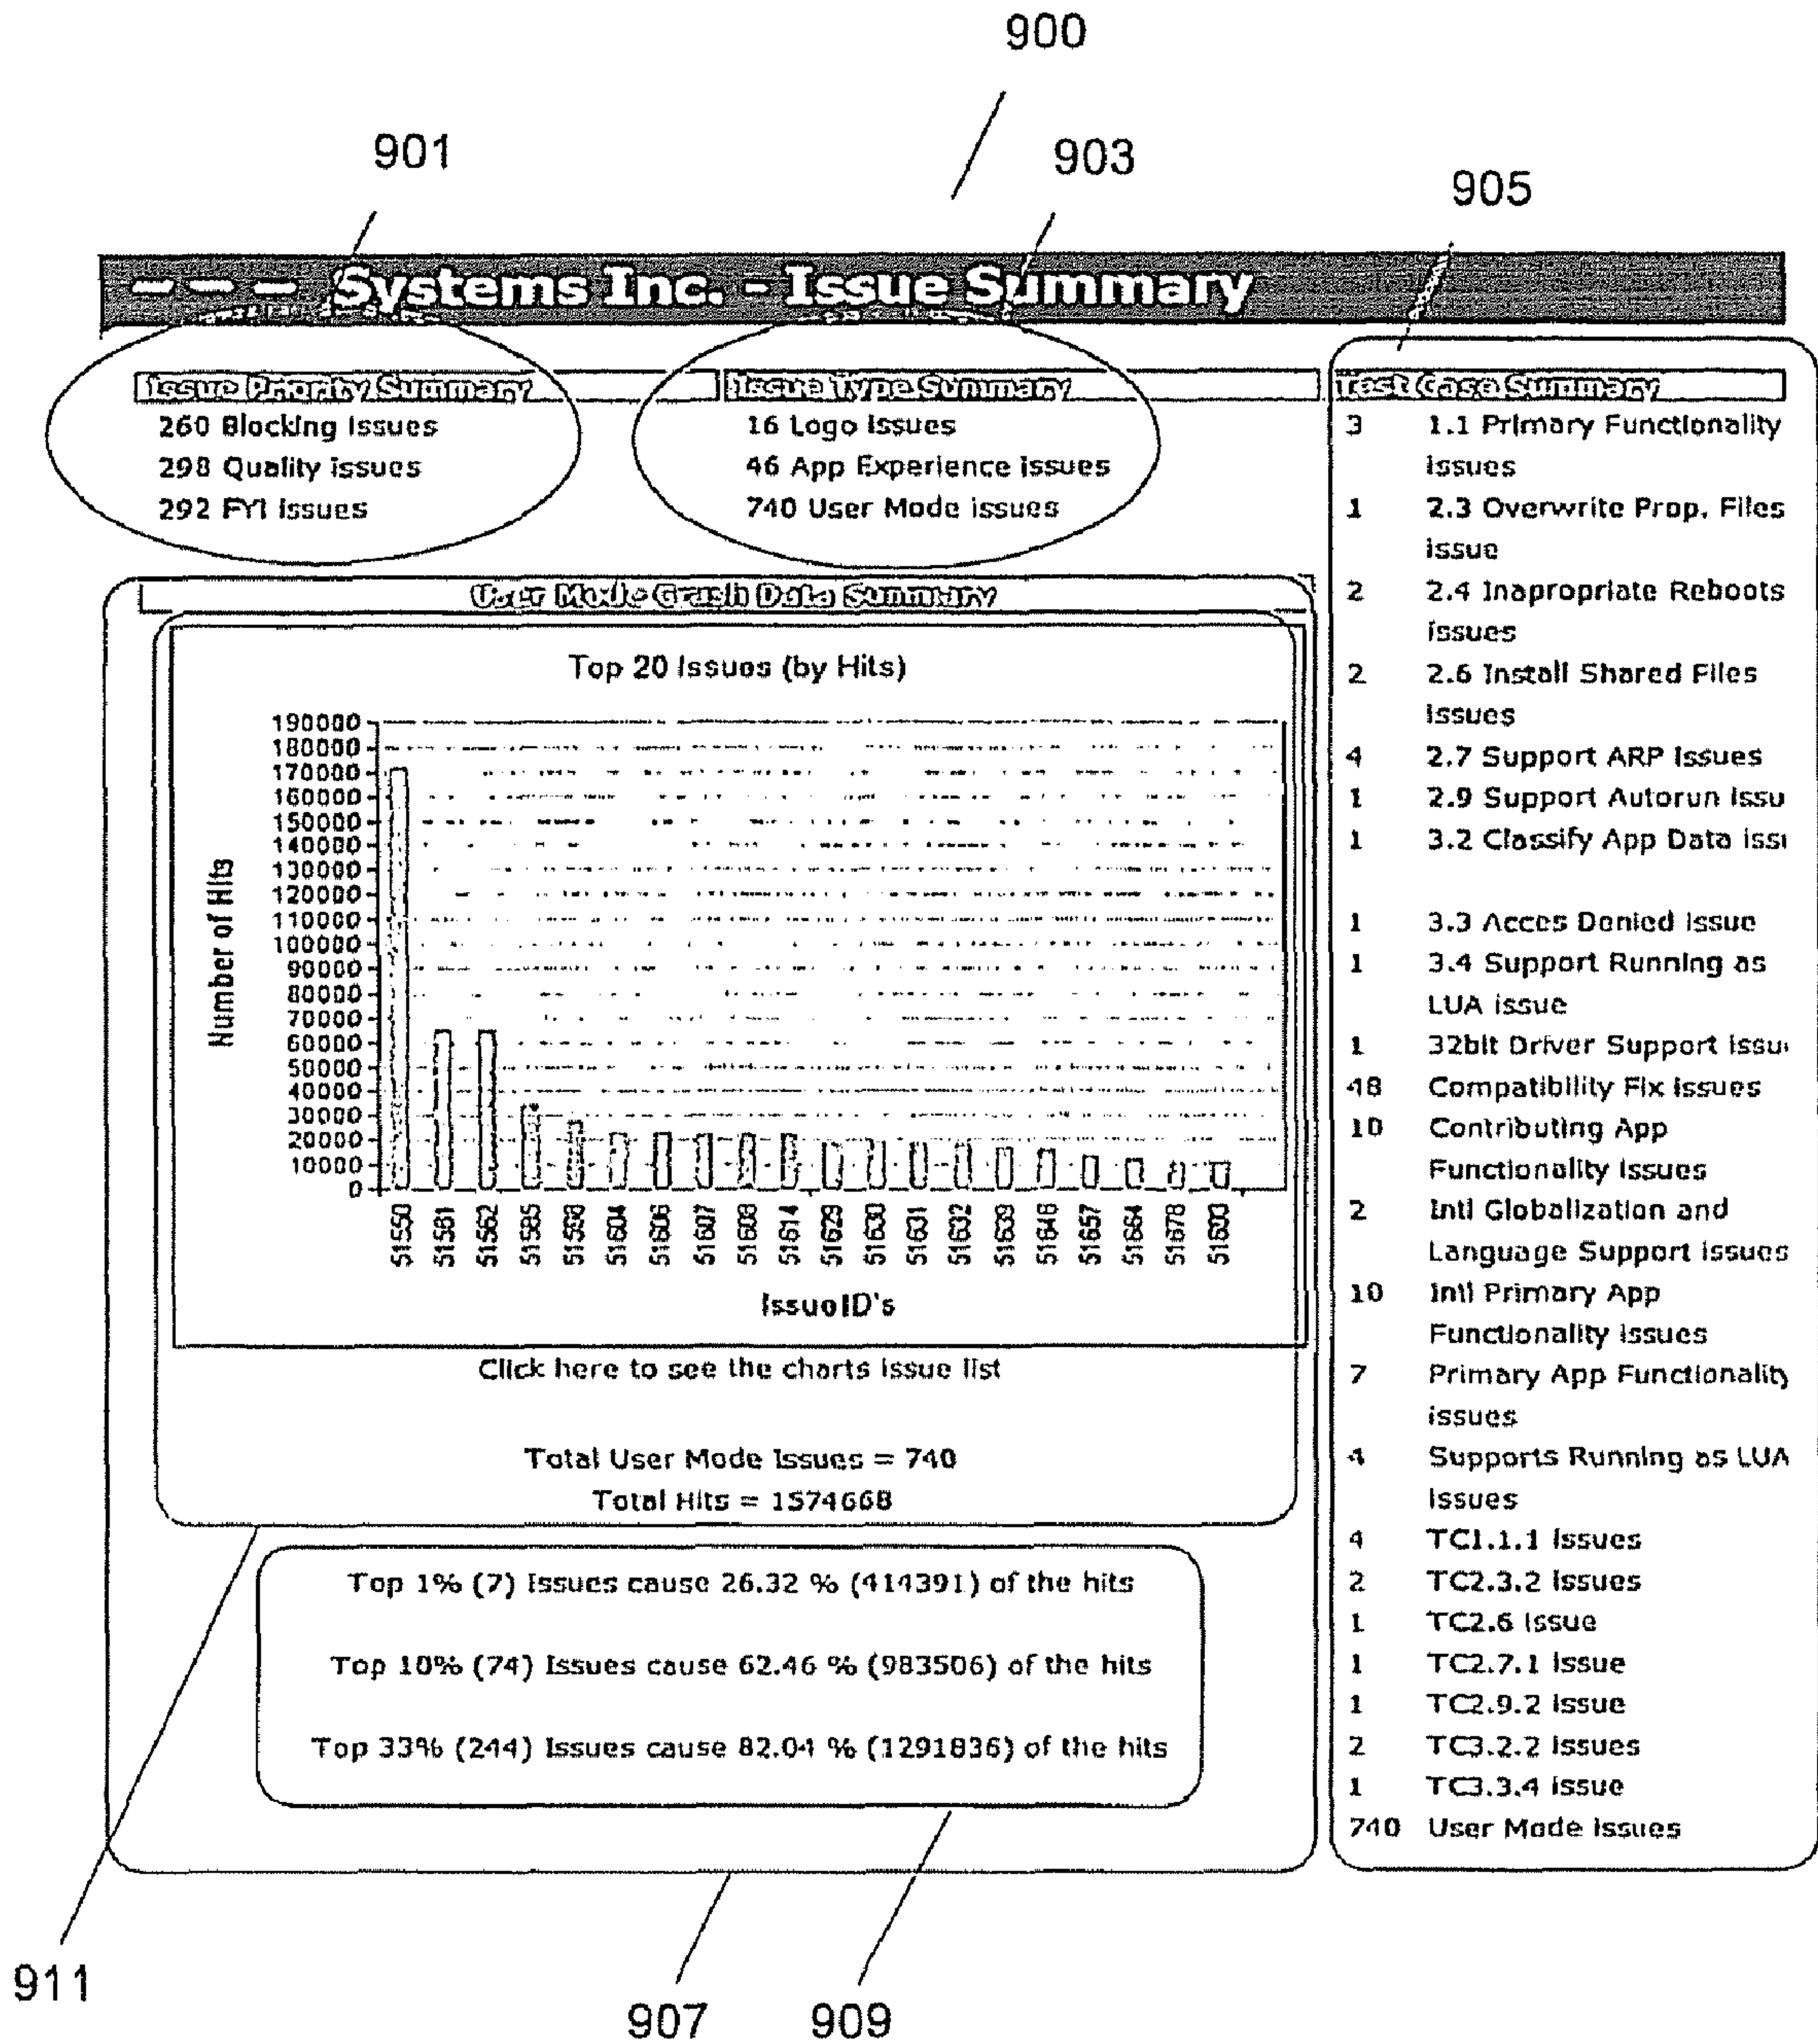 900
901
903
905
--- Systems Inc. - Issue Summary
Issue Priority Summary
260 Blocking issues
298 Quality issues
292 FYI issues
Issue Type Summary
16 Logo issues
46 App Experience issues
740 User Mode issues
Test Case Summary
3 1.1 Primary Functionality
issues
1 2.3 Overwrite Prop. Files
issue
2 2.4 Inapropriate Reboots
issues
2 2.6 Install Shared Files
issues
4 2.7 Support ARP issues
1 2.9 Support Autorun issu
1 3.2 Classify App Data issu
1 3.3 Acces Denied issue
1 3.4 Support Running as
LUA issue
1 32bit Driver Support issu
48 Compatibility Fix issues
10 Contributing App
Functionality issues
2 Intl Globalization and
Language Support issues
10 Intl Primary App
Functionality issues
7 Primary App Functionality
issues
4 Supports Running as LUA
issues
4 TC1.1.1 issues
2 TC2.3.2 issues
1 TC2.6 issue
1 TC2.7.1 issue
1 TC2.9.2 issue
2 TC3.2.2 issues
1 TC3.3.4 issue
740 User Mode issues
User Mode Crash Data Summary
Top 20 Issues (by Hits)
Number of Hits
190000
180000
170000
160000
150000
140000
130000
120000
110000
100000
90000
80000
70000
60000
50000
40000
30000
20000
10000
0
51550
51581
51562
51585
51604
51606
51607
51608
51614
51629
51630
51631
51632
51639
51646
51657
51664
51678
IssueID's
Click here to see the charts issue list
Total User Mode Issues = 740
Total Hits = 1574668
Top 1% (7) Issues cause 26.32 % (414391) of the hits
Top 10% (74) Issues cause 62.46 % (983506) of the hits
Top 33% (244) Issues cause 82.04 % (1291836) of the hits
911
907
909